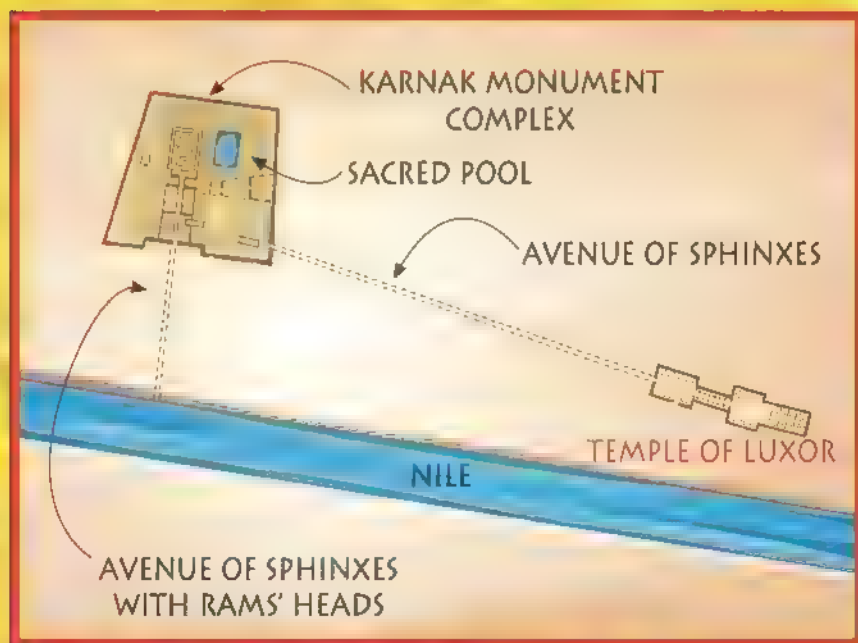 KARNAK MONUMENT
COMPLEX
SACRED POOL
AVENUE OF SPHINXES
TEMPLE OF LUXOR
NILE
AVENUE OF SPHINXES
WITH RAMS' HEADS